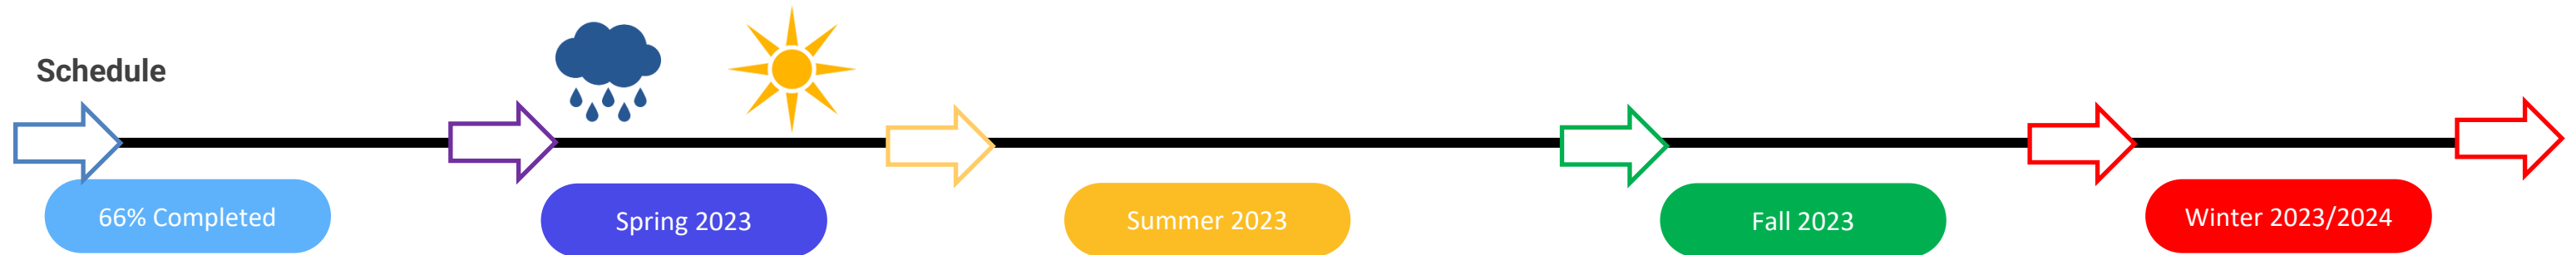 Schedule
66% Completed
Spring 2023
Summer 2023
Fall 2023
Winter 2023/2024